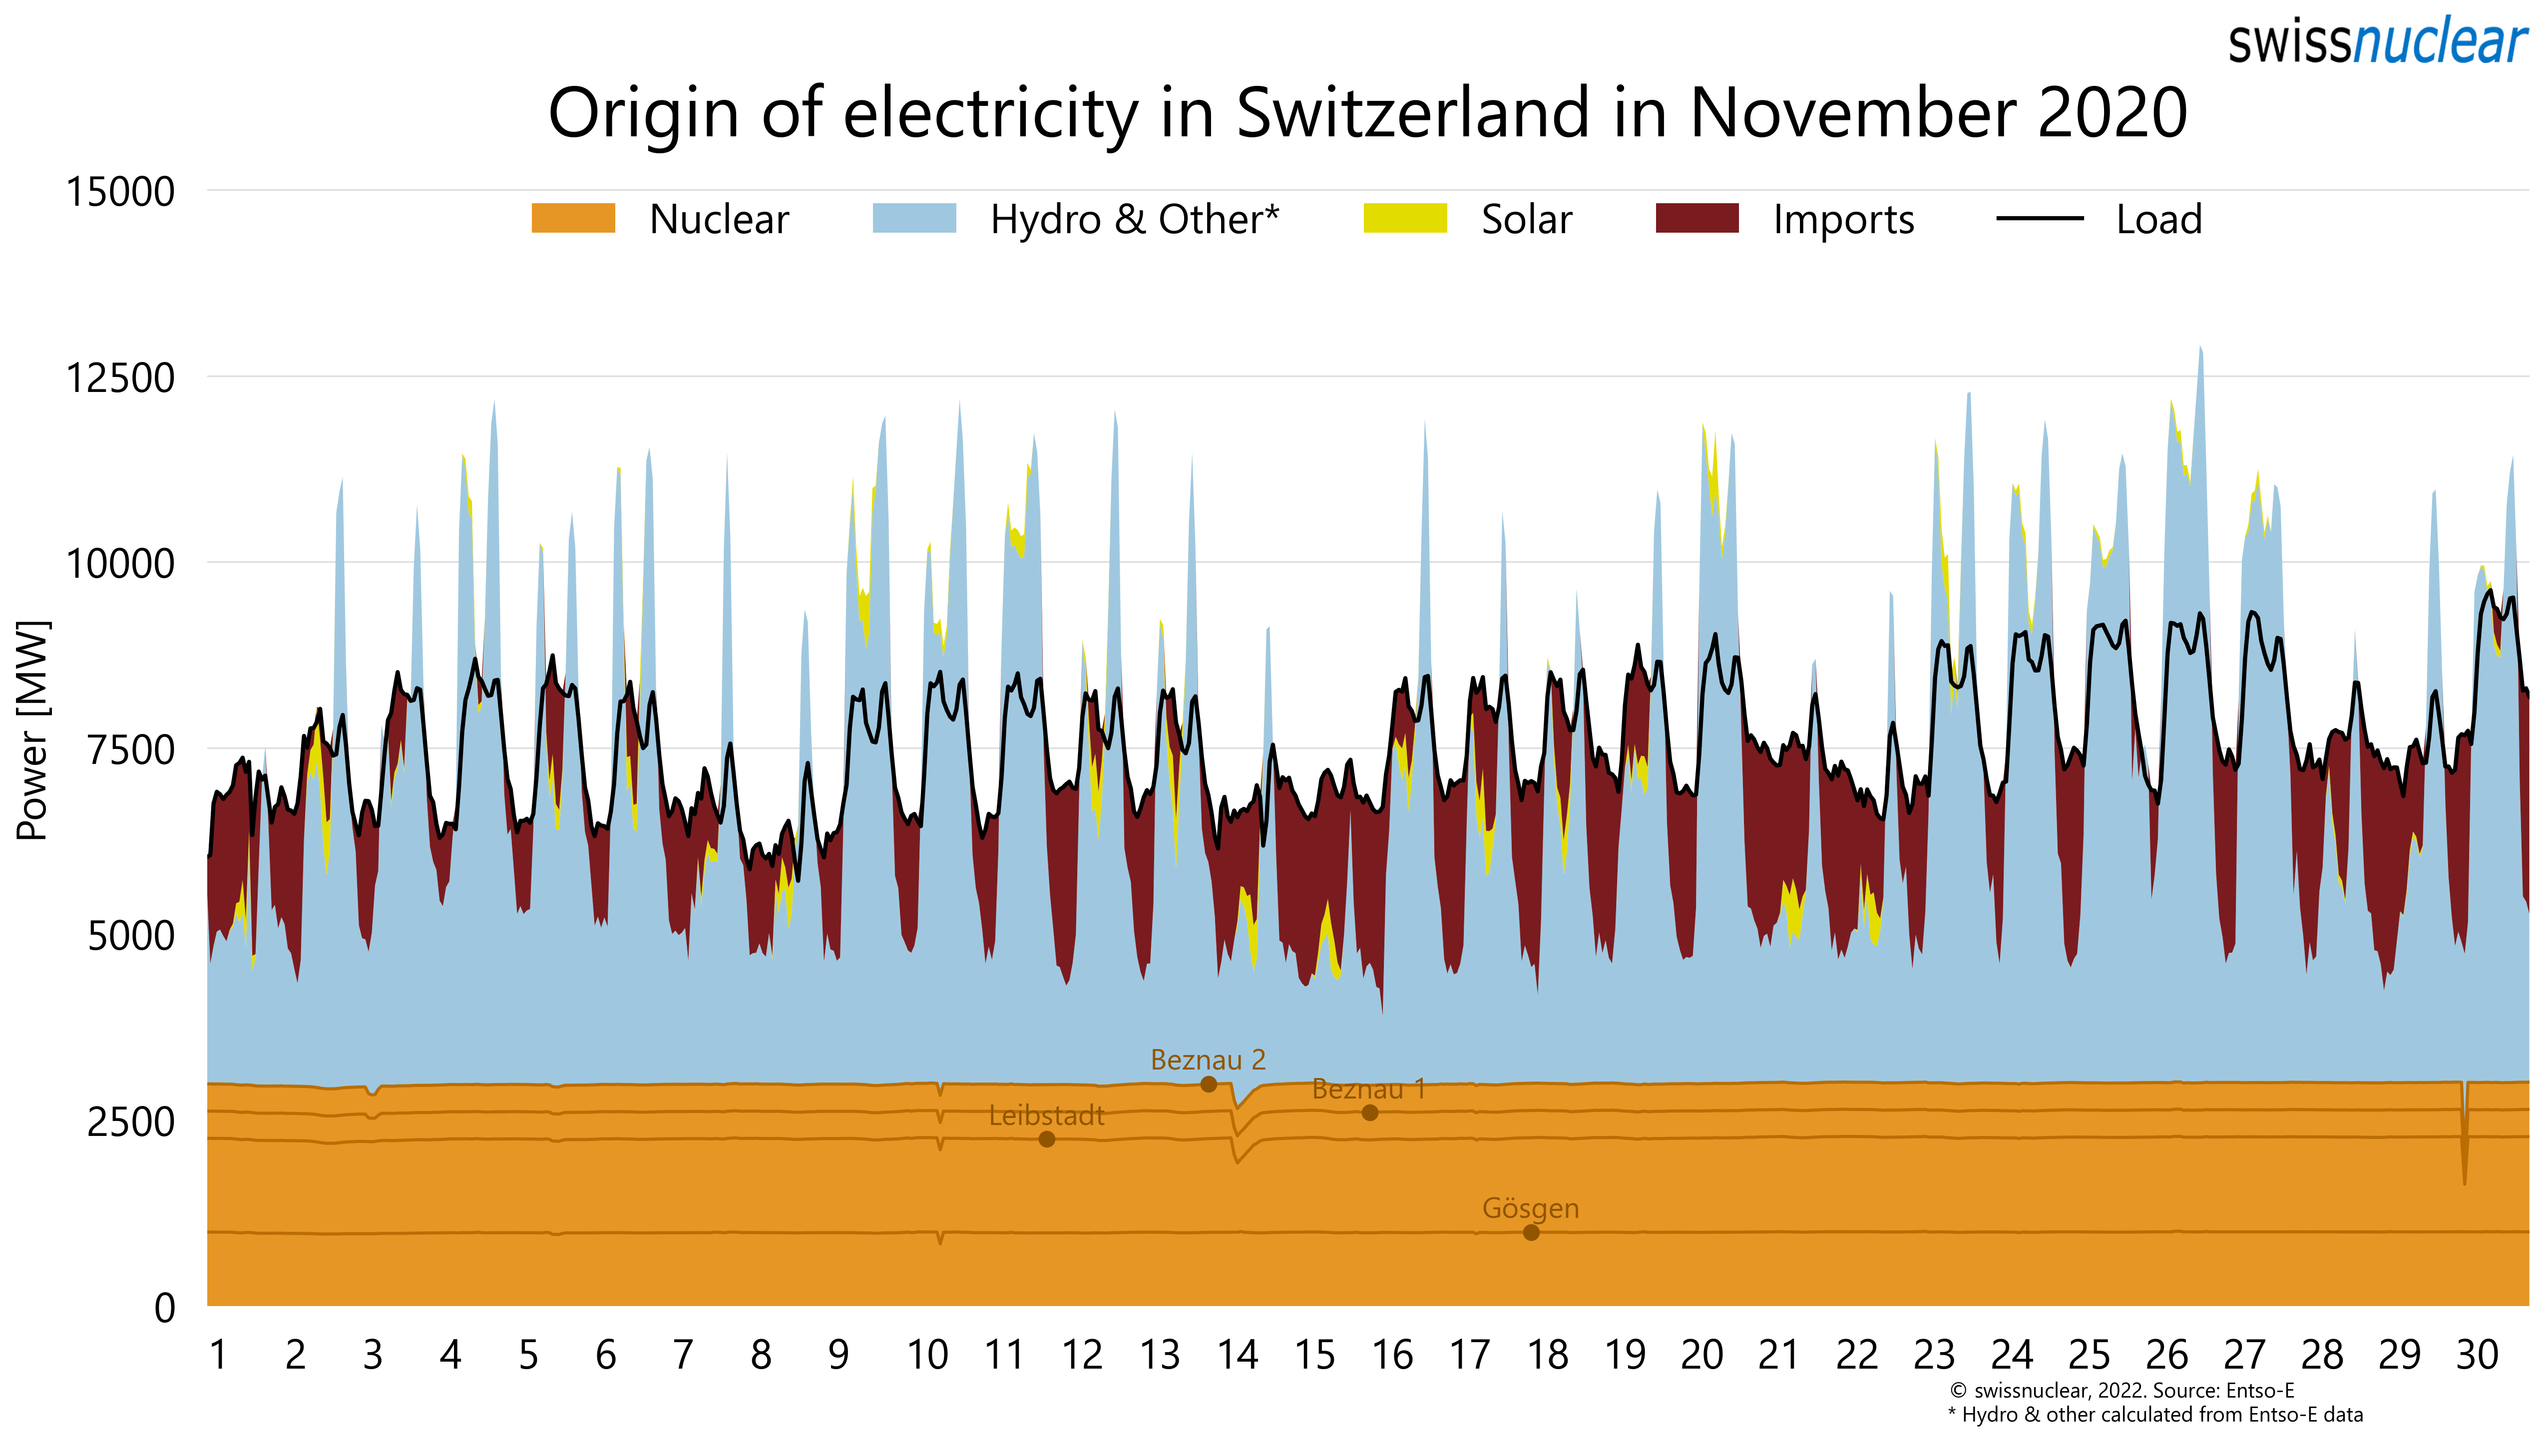 swissnuclear
Origin of electricity in Switzerland in November 2020
15000
Nuclear Hydro & Other* Solar Imports Load
12500
10000
7500
5000
2500
0
Power [MW]
Beznau 2
Beznau 1
Leibstadt
Gösgen
1 2 3 4 5 6 7 8 9 10 11 12 13 14 15 16 17 18 19 20 21 22 23 24 25 26 27 28 29 30
© swissnuclear, 2022. Source: Entso-E
* Hydro & other calculated from Entso-E data